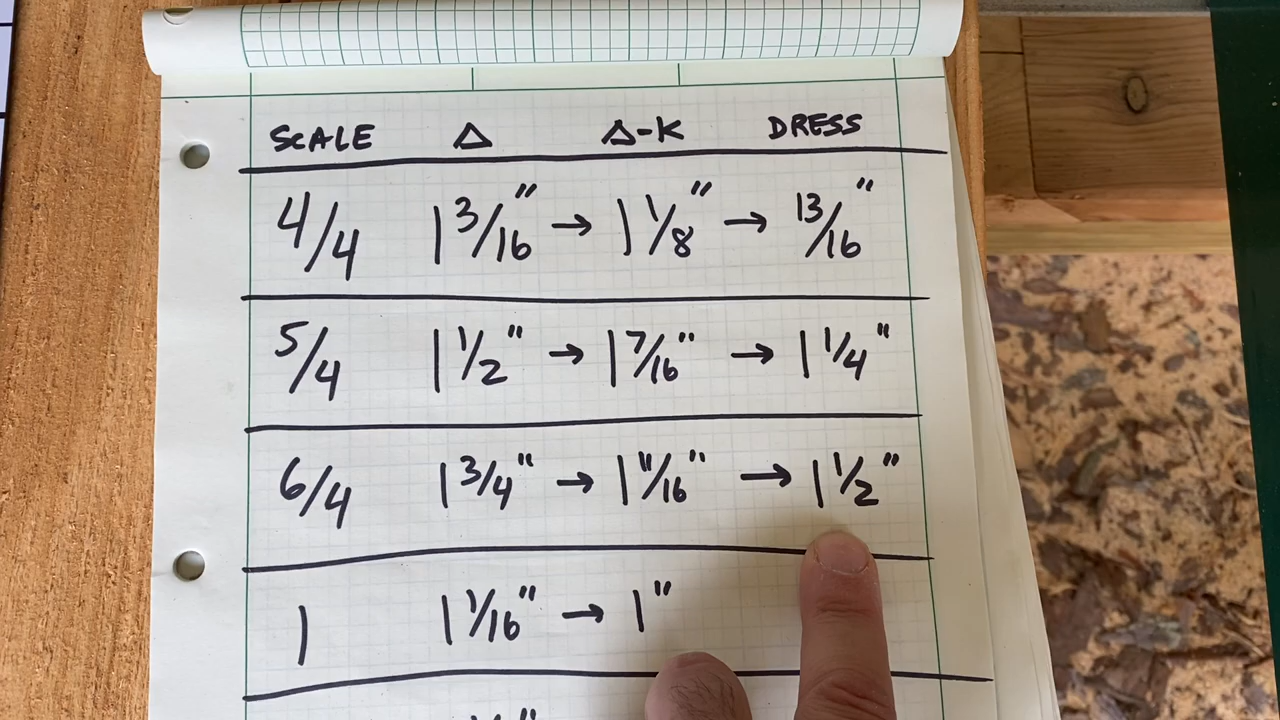 SCALE Δ Δ-K DRESS
4/4 1 3/16" → 1 1/8" → 13/16"
5/4 1 1/2" → 1 7/16" → 1 1/4"
6/4 1 3/4" → 1 11/16" → 1 1/2"
1 1 1/16" → 1"